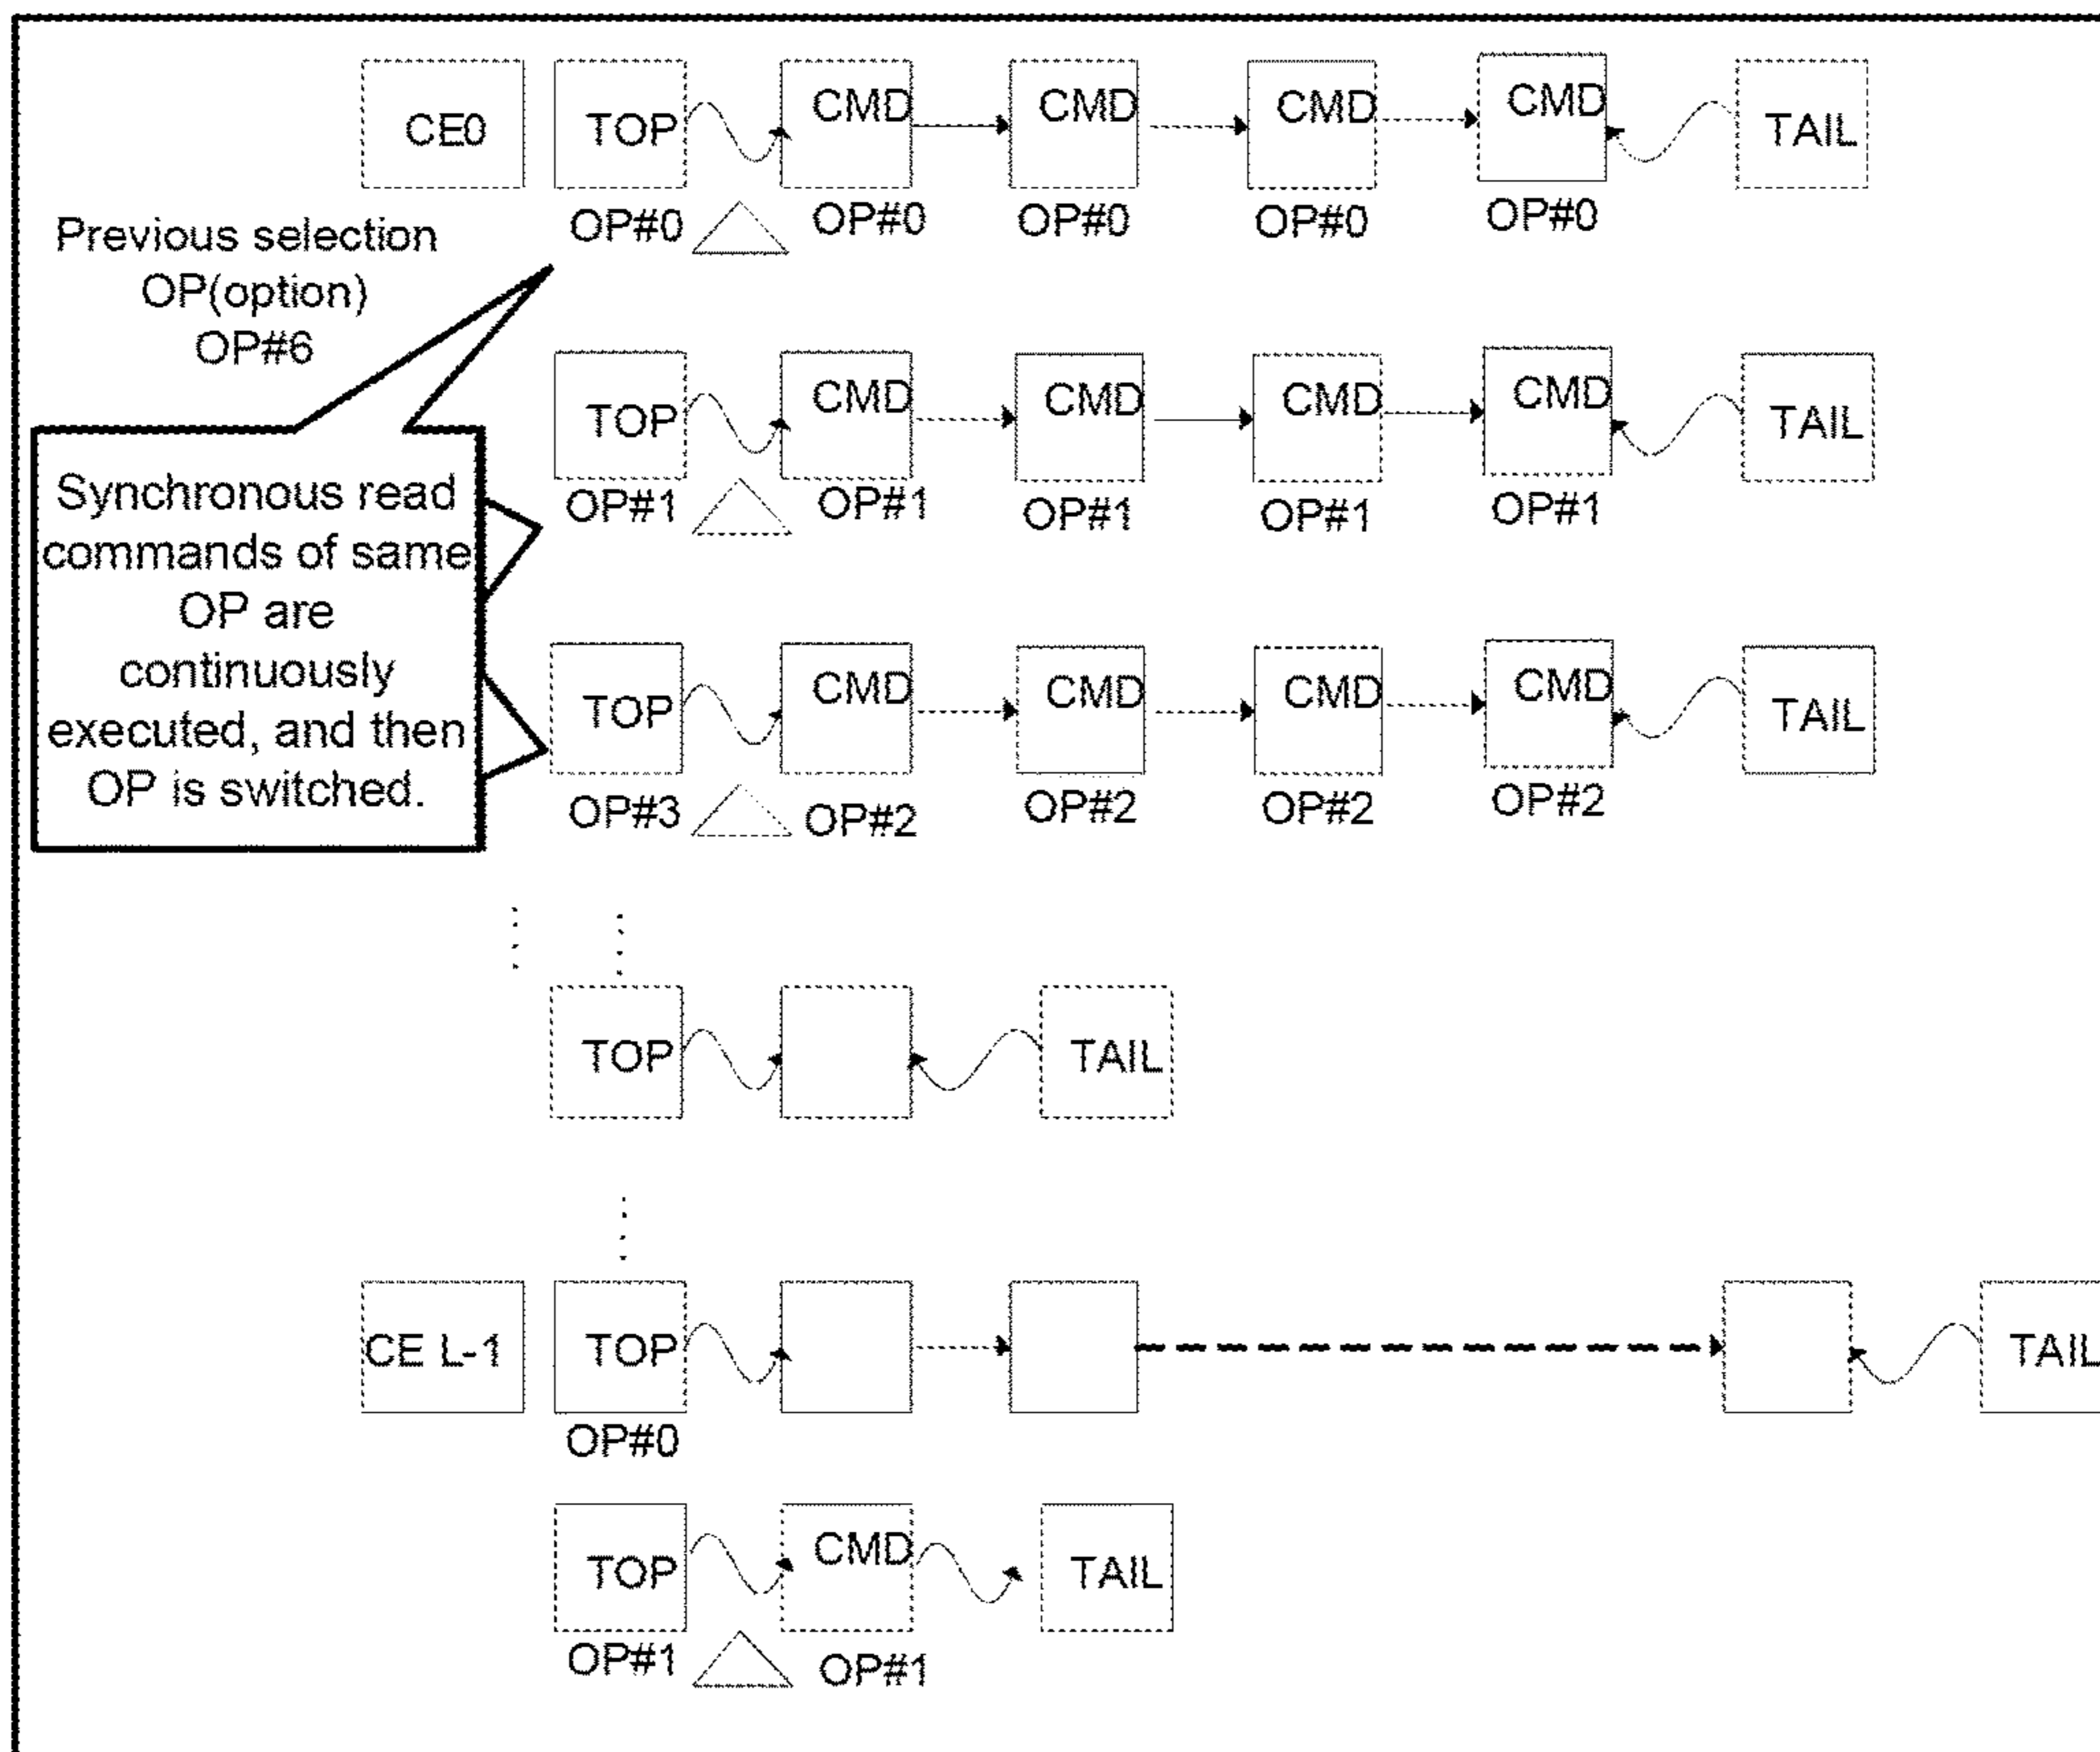 CE0 TOP CMD CMD CMD CMD TAIL
OP#0 OP#0 OP#0 OP#0 OP#0
Previous selection
OP(option)
OP#6
TOP CMD CMD CMD CMD TAIL
OP#1 OP#1 OP#1 OP#1 OP#1
Synchronous read
commands of same
OP are
continuously
executed, and then
OP is switched.
TOP CMD CMD CMD CMD TAIL
OP#3 OP#2 OP#2 OP#2 OP#2
TOP TAIL
CE L-1 TOP TAIL
OP#0
TOP CMD TAIL
OP#1 OP#1